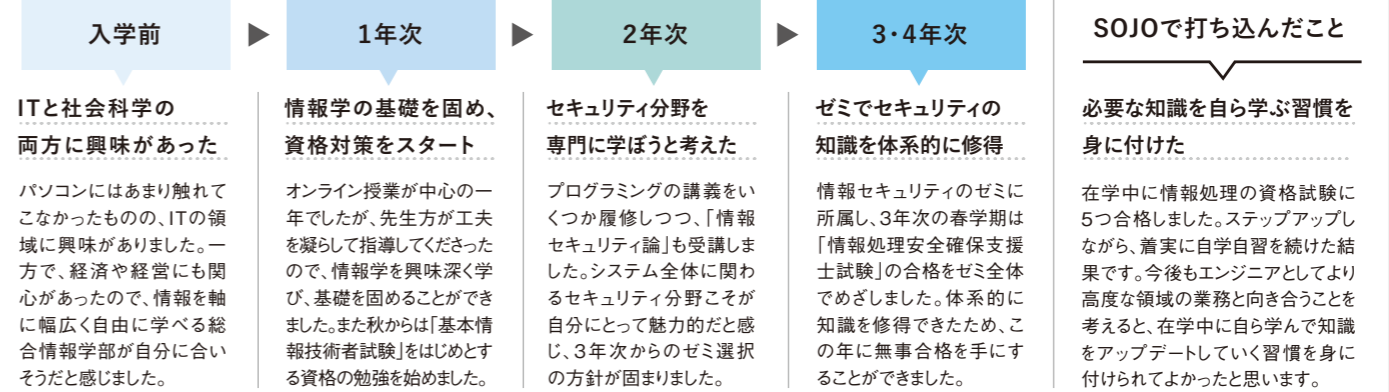 入学前
ITと社会科学の
両方に興味があった
パソコンにはあまり触れて
こなかったものの、ITの領
域に興味がありました。一
方で、経済や経営にも関
心があったので、情報を軸
に幅広く自由に学べる総
合情報学部が自分に合い
そうだと感じました。
1年次
情報学の基礎を固め、
資格対策をスタート
オンライン授業が中心の一
年でしたが、先生方が工夫
を凝らして指導してくださった
ので、情報学を興味深く学
び、基礎を固めることができ
ました。また秋からは「基本情
報技術者試験」をはじめとす
る資格の勉強を始めました。
2年次
セキュリティ分野を
専門に学ぼうと考えた
プログラミングの講義をい
くつか履修しつつ、「情報
セキュリティ論」も受講しま
した。システム全体に関わ
るセキュリティ分野こそが
自分にとって魅力的だと感
じ、3年次からのゼミ選択
の方針が固まりました。
3・4年次
ゼミでセキュリティの
知識を体系的に修得
情報セキュリティのゼミに
所属し、3年次の春学期は
「情報処理安全確保支援
士試験」の合格をゼミ全体
でめざしました。体系的に
知識を修得できたため、こ
の年に無事合格を手にす
ることができました。
SOJOで打ち込んだこと
必要な知識を自ら学ぶ習慣を
身に付けた
在学中に情報処理の資格試験に
5つ合格しました。ステップアップし
ながら、着実に自学自習を続けた結
果です。今後もエンジニアとしてより
高度な領域の業務と向き合うことを
考えると、在学中に自ら学んで知識
をアップデートしていく習慣を身に
付けられてよかったと思います。